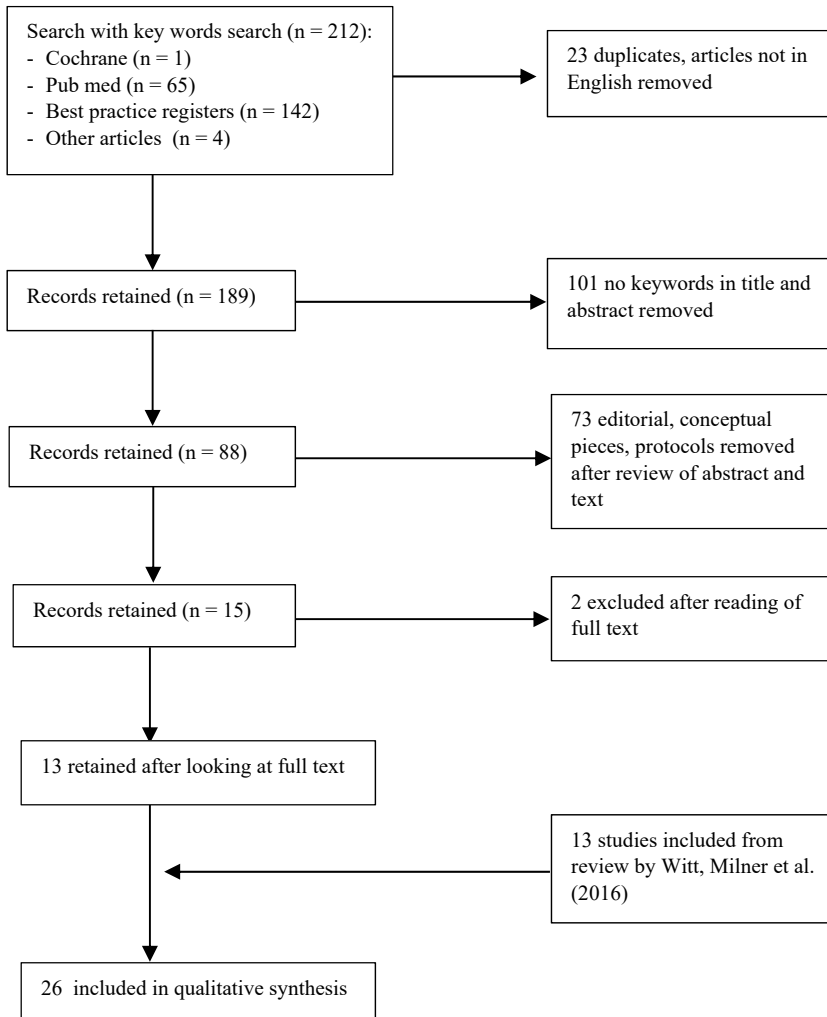 Search with key words search (n = 212):
- Cochrane (n = 1)
- Pub med (n = 65)
- Best practice registers (n = 142)
- Other articles (n = 4)
23 duplicates, articles not in
English removed
Records retained (n = 189)
101 no keywords in title and
abstract removed
Records retained (n = 88)
73 editorial, conceptual
pieces, protocols removed
after review of abstract and
text
Records retained (n = 15)
2 excluded after reading of
full text
13 retained after looking at full text
13 studies included from
review by Witt, Milner et al.
(2016)
26 included in qualitative synthesis